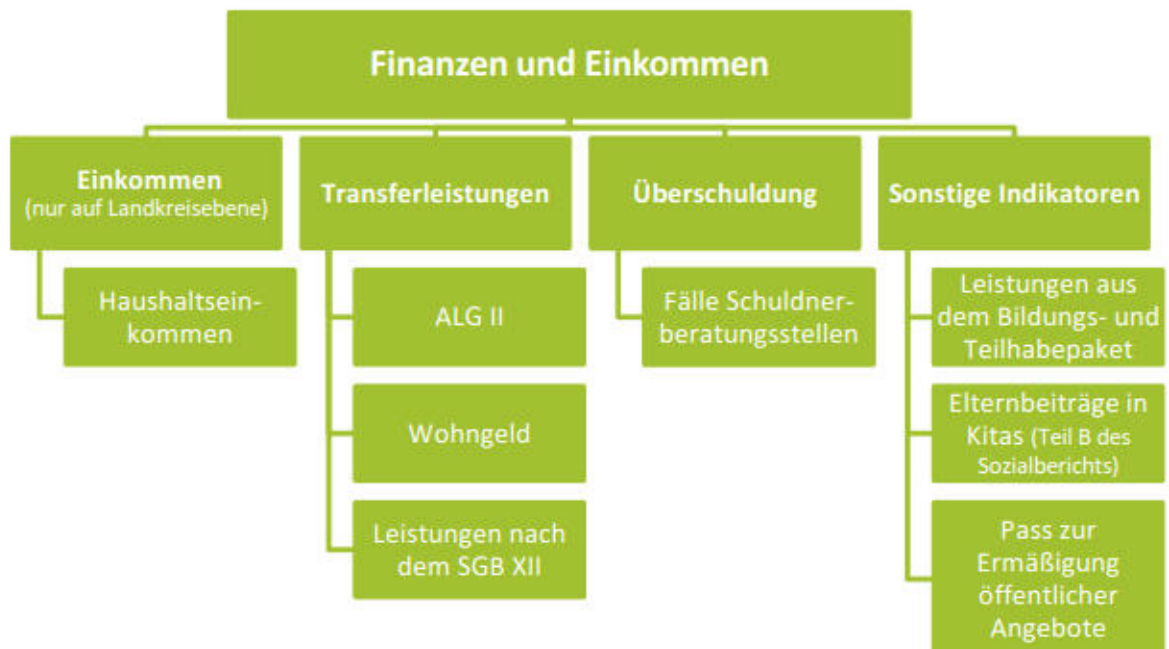 Finanzen und Einkommen
Einkommen
(nur auf Landkreisebene)
Haushaltsein-
kommen
Transferleistungen
ALG II
Wohngeld
Leistungen nach
dem SGB XII
Überschuldung
Fälle Schuldner-
beratungsstellen
Sonstige Indikatoren
Leistungen aus
dem Bildungs- und
Teilhabepaket
Elternbeiträge in
Kitas (Teil B des
Sozialberichts)
Pass zur
Ermäßigung
öffentlicher
Angebote